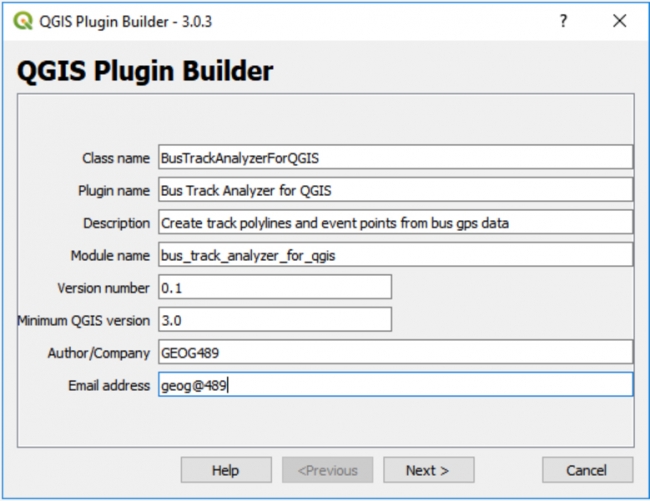 QGIS Plugin Builder - 3.0.3
QGIS Plugin Builder
Class name BusTrackAnalyzerForQGIS
Plugin name Bus Track Analyzer for QGIS
Description Create track polylines and event points from bus gps data
Module name bus_track_analyzer_for_qgis
Version number 0.1
Minimum QGIS version 3.0
Author/Company GEOG489
Email address geog@489
Help <Previous Next > Cancel